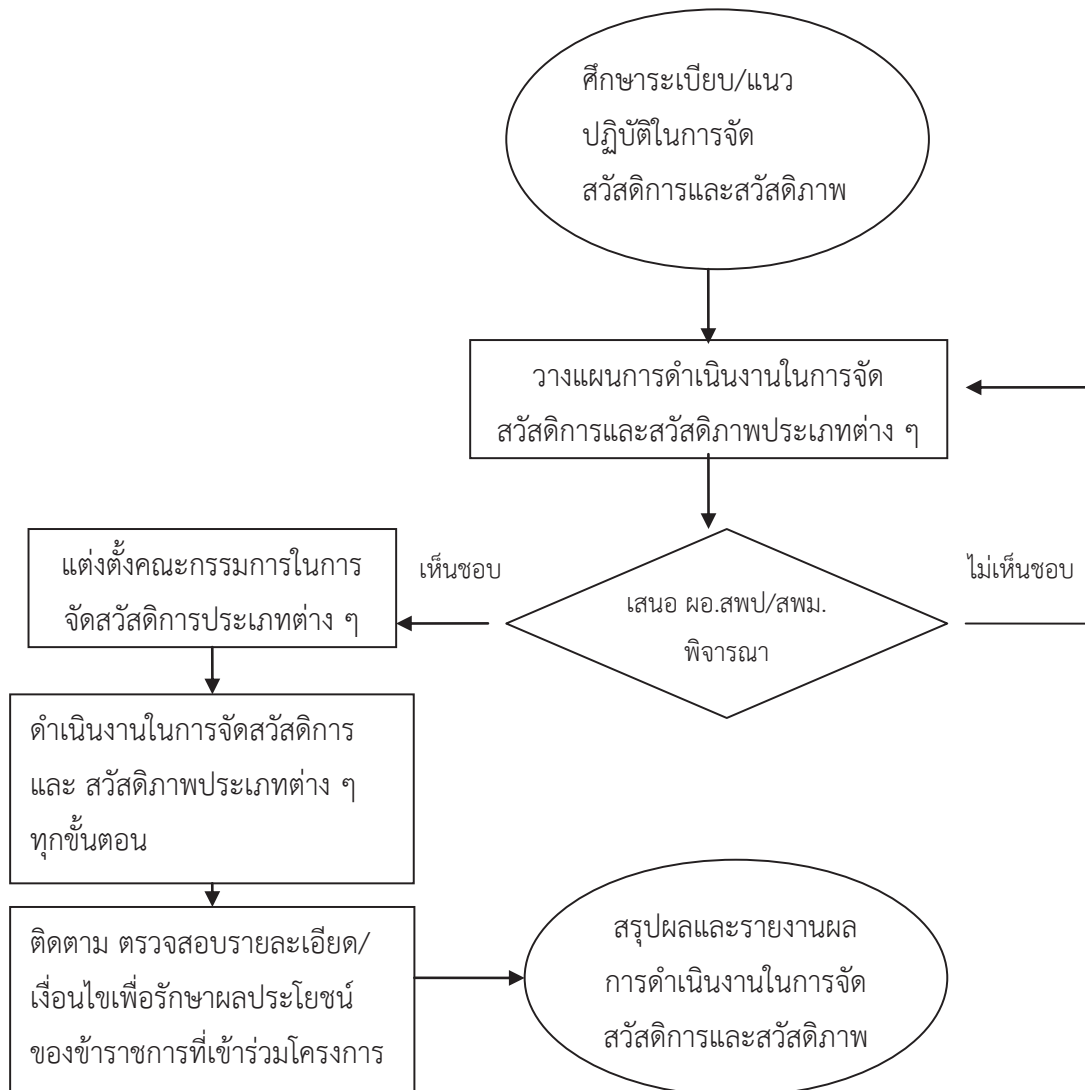 ศึกษาระเบียบ/แนว
ปฏิบัติในการจัด
สวัสดิการและสวัสดิภาพ
วางแผนการดำเนินงานในการจัด
สวัสดิการและสวัสดิภาพประเภทต่าง ๆ
เสนอ ผอ.สพป/สพม.
พิจารณา
ไม่เห็นชอบ
เห็นชอบ
แต่งตั้งคณะกรรมการในการ
จัดสวัสดิการประเภทต่าง ๆ
ดำเนินงานในการจัดสวัสดิการ
และ สวัสดิภาพประเภทต่าง ๆ
ทุกขั้นตอน
ติดตาม ตรวจสอบรายละเอียด/
เงื่อนไขเพื่อรักษาผลประโยชน์
ของข้าราชการที่เข้าร่วมโครงการ
สรุปผลและรายงานผล
การดำเนินงานในการจัด
สวัสดิการและสวัสดิภาพ